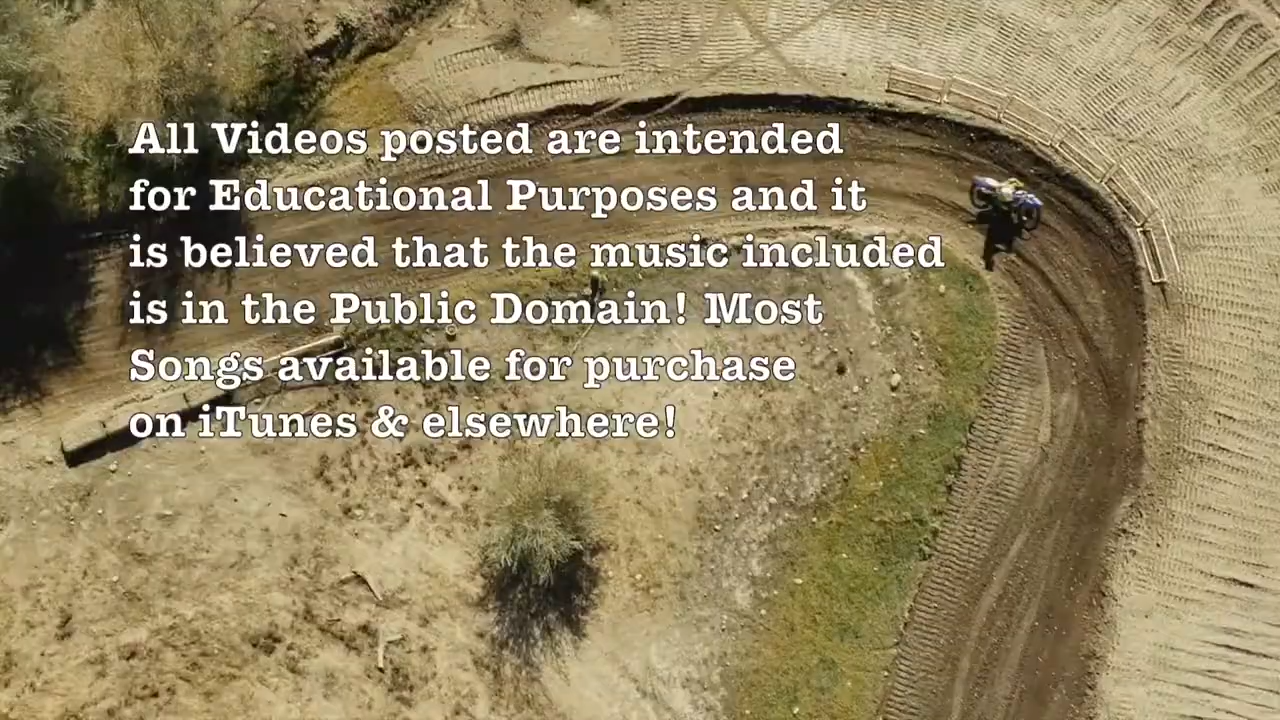 All Videos posted are intended
for Educational Purposes and it
is believed that the music included
is in the Public Domain! Most
Songs available for purchase
on iTunes & elsewhere!